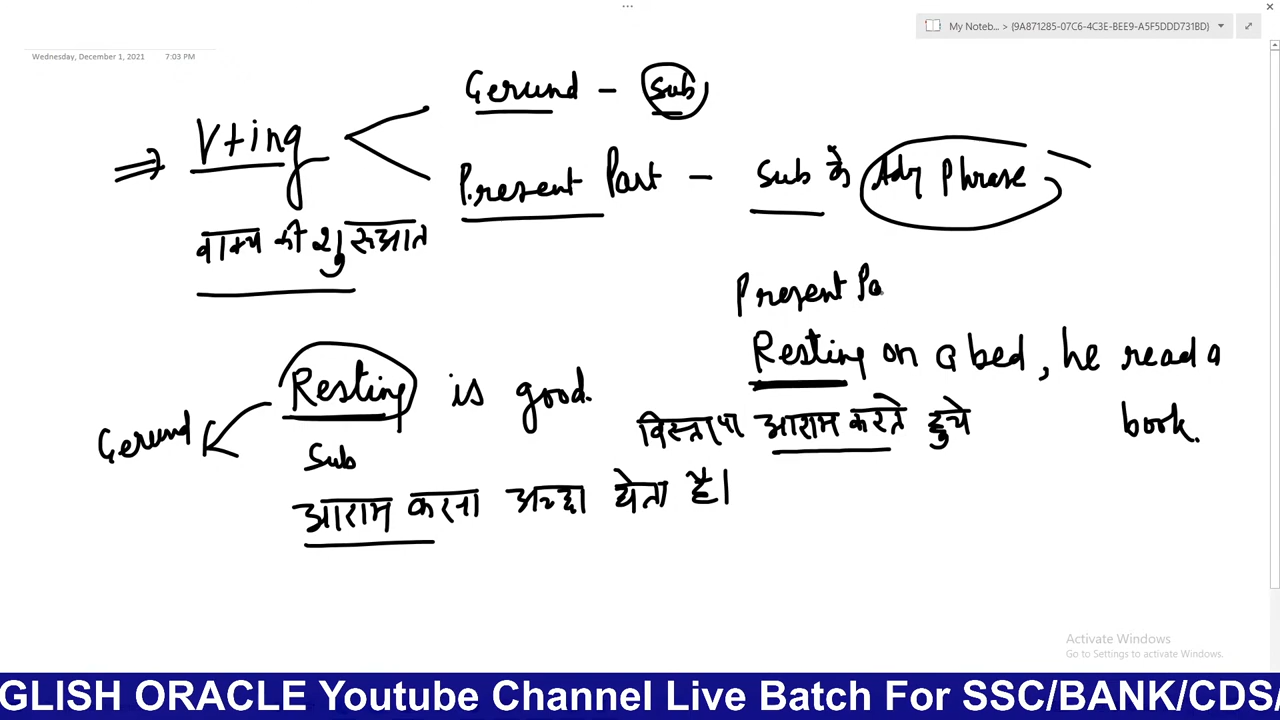 My Noteb... > {9A871285-07C6-4C3E-BEE9-A5F5DDD731BD}
Wednesday, December 1, 2021 7:03 PM
Gerund - Sub
⇒ V+ing
Present Part - Sub के Adj Phrase
वाक्य की शुरूआत
Present Pa
Resting on a bed, he read a
book.
Resting is good.
Gerund
Sub
आराम करते हुये
आराम करना अच्छा होता है।
Activate Windows
Go to Settings to activate Windows.
GLISH ORACLE Youtube Channel Live Batch For SSC/BANK/CDS/